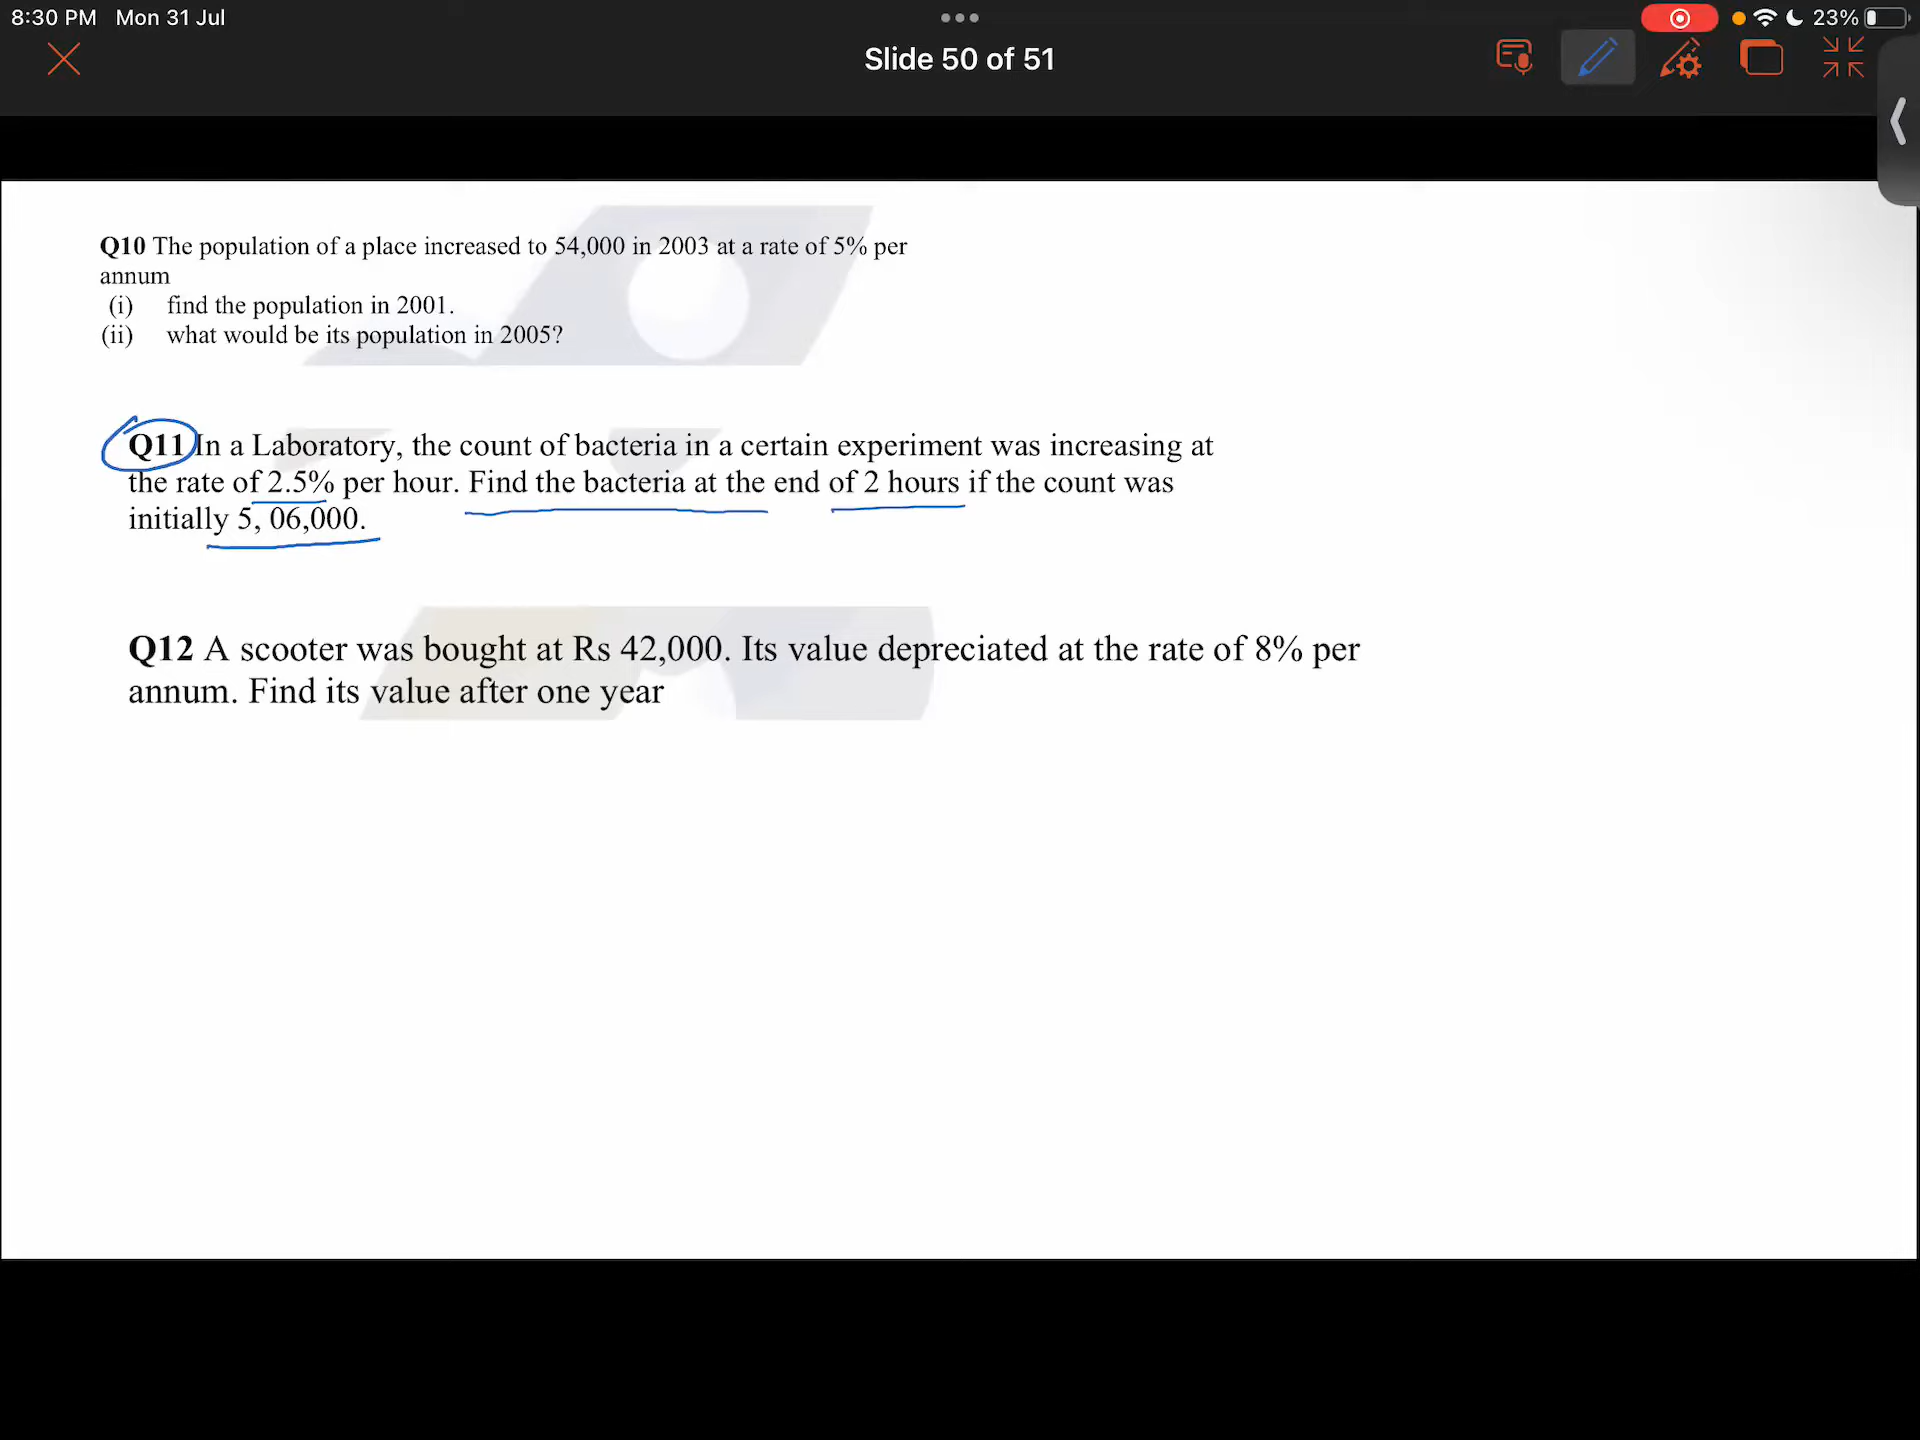 8:30 PM Mon 31 Jul
23%
Slide 50 of 51
Q10 The population of a place increased to 54,000 in 2003 at a rate of 5% per
annum
(i) find the population in 2001.
(ii) what would be its population in 2005?
Q11 In a Laboratory, the count of bacteria in a certain experiment was increasing at
the rate of 2.5% per hour. Find the bacteria at the end of 2 hours if the count was
initially 5, 06,000.
Q12 A scooter was bought at Rs 42,000. Its value depreciated at the rate of 8% per
annum. Find its value after one year